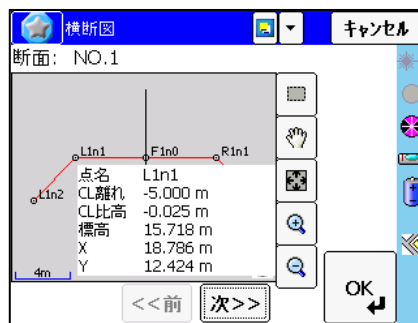 横断図
キャンセル
断面: NO.1
L1n1
F1n0
R1n1
L1n2
点名 L1n1
CL離れ -5.000 m
CL比高 -0.025 m
標高 15.718 m
X 18.786 m
Y 12.424 m
4m
<<前
次>>
OK